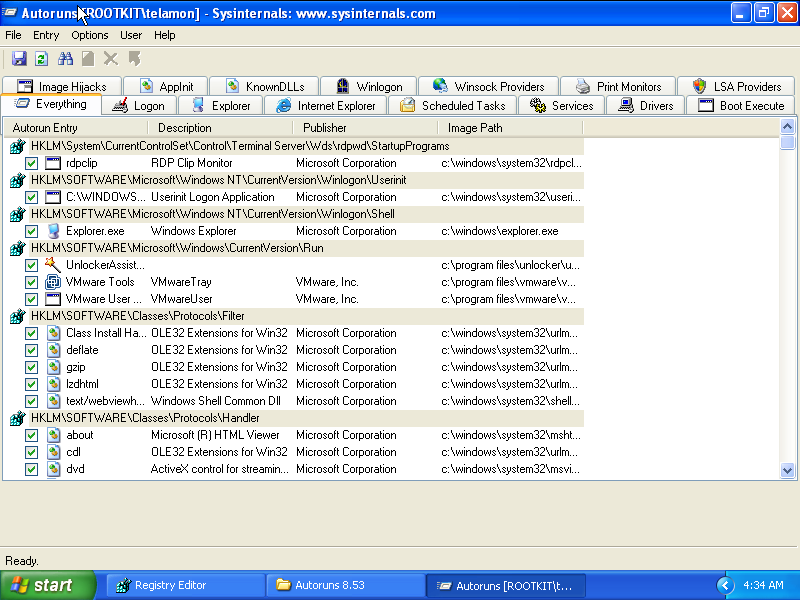 Autoruns [ROOTKIT\telamon] - Sysinternals: www.sysinternals.com
File Entry Options User Help
Image Hijacks AppInit KnownDLLs Winlogon Winsock Providers Print Monitors LSA Providers
Everything Logon Explorer Internet Explorer Scheduled Tasks Services Drivers Boot Execute
Autorun Entry Description Publisher Image Path
HKLM\System\CurrentControlSet\Control\Terminal Server\Wds\rdpwd\StartupPrograms
rdpclip RDP Clip Monitor Microsoft Corporation c:\windows\system32\rdpcl...
HKLM\SOFTWARE\Microsoft\Windows NT\CurrentVersion\Winlogon\Userinit
C:\WINDOWS... Userinit Logon Application Microsoft Corporation c:\windows\system32\useri...
HKLM\SOFTWARE\Microsoft\Windows NT\CurrentVersion\Winlogon\Shell
Explorer.exe Windows Explorer Microsoft Corporation c:\windows\explorer.exe
HKLM\SOFTWARE\Microsoft\Windows\CurrentVersion\Run
UnlockerAssist... c:\program files\unlocker\u...
VMware Tools VMwareTray VMware, Inc. c:\program files\vmware\v...
VMware User ... VMwareUser VMware, Inc. c:\program files\vmware\v...
HKLM\SOFTWARE\Classes\Protocols\Filter
Class Install Ha... OLE32 Extensions for Win32 Microsoft Corporation c:\windows\system32\urlm...
deflate OLE32 Extensions for Win32 Microsoft Corporation c:\windows\system32\urlm...
gzip OLE32 Extensions for Win32 Microsoft Corporation c:\windows\system32\urlm...
lzdhtml OLE32 Extensions for Win32 Microsoft Corporation c:\windows\system32\urlm...
text/webviewh... Windows Shell Common Dll Microsoft Corporation c:\windows\system32\shell...
HKLM\SOFTWARE\Classes\Protocols\Handler
about Microsoft (R) HTML Viewer Microsoft Corporation c:\windows\system32\msht...
cdl OLE32 Extensions for Win32 Microsoft Corporation c:\windows\system32\urlm...
dvd ActiveX control for streamin... Microsoft Corporation c:\windows\system32\msvi...
Ready.
start Registry Editor Autoruns 8.53 Autoruns [ROOTKIT\t... 4:34 AM